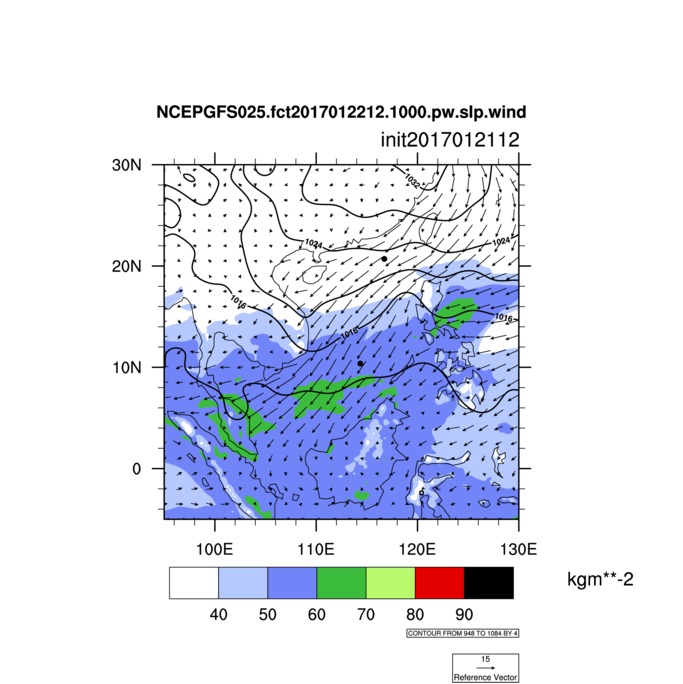 NCEPGFS025.fct2017012212.1000.pw.slp.wind
init2017012112
30N
1032
1024
1024
20N
1016
1016
1016
10N
0
100E 110E 120E 130E
kgm**-2
40 50 60 70 80 90
CONTOUR FROM 948 TO 1084 BY 4
15
Reference Vector